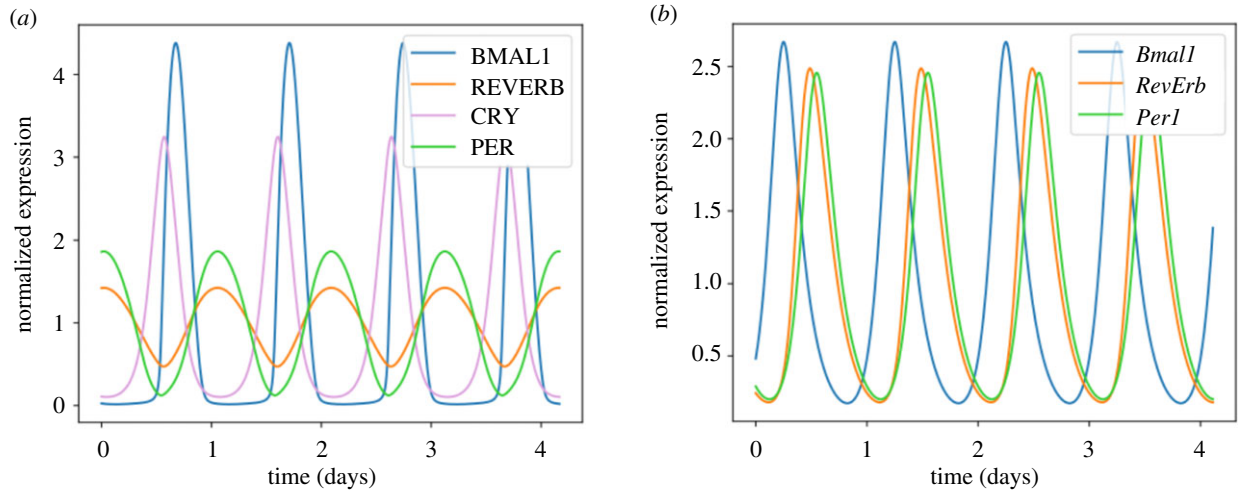 (a)
normalized expression
4
3
2
1
0
BMAL1
REVERB
CRY
PER
0 1 2 3 4
time (days)
(b)
normalized expression
2.5
2.0
1.5
1.0
0.5
Bmal1
RevErb
Per1
0 1 2 3 4
time (days)